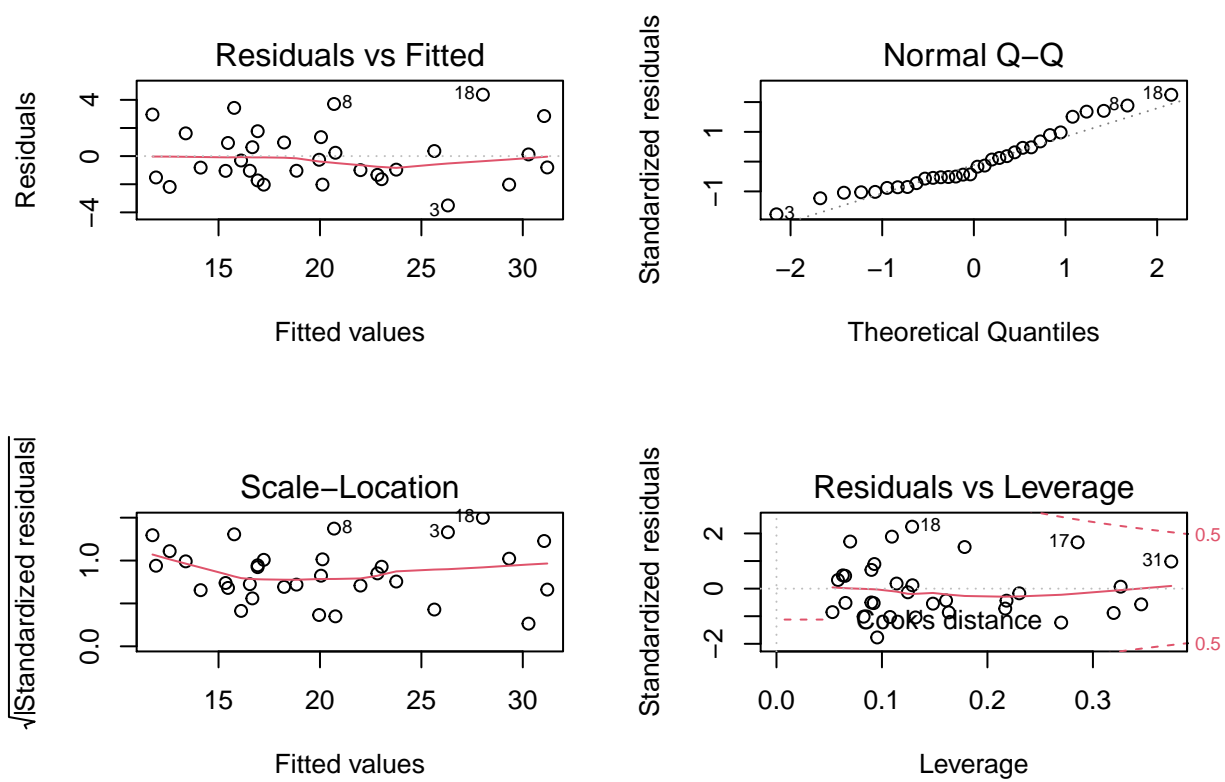 Residuals vs Fitted
Residuals
4
0
−4
8
18
3
15 20 25 30
Fitted values
Normal Q−Q
Standardized residuals
1
−1
3
8
18
−2 −1 0 1 2
Theoretical Quantiles
Scale−Location
√|Standardized residuals|
1.0
0.0
8
3
18
15 20 25 30
Fitted values
Residuals vs Leverage
Standardized residuals
2
0
−2
18
17
31
0.5
0.5
Cook's distance
0.0 0.1 0.2 0.3
Leverage